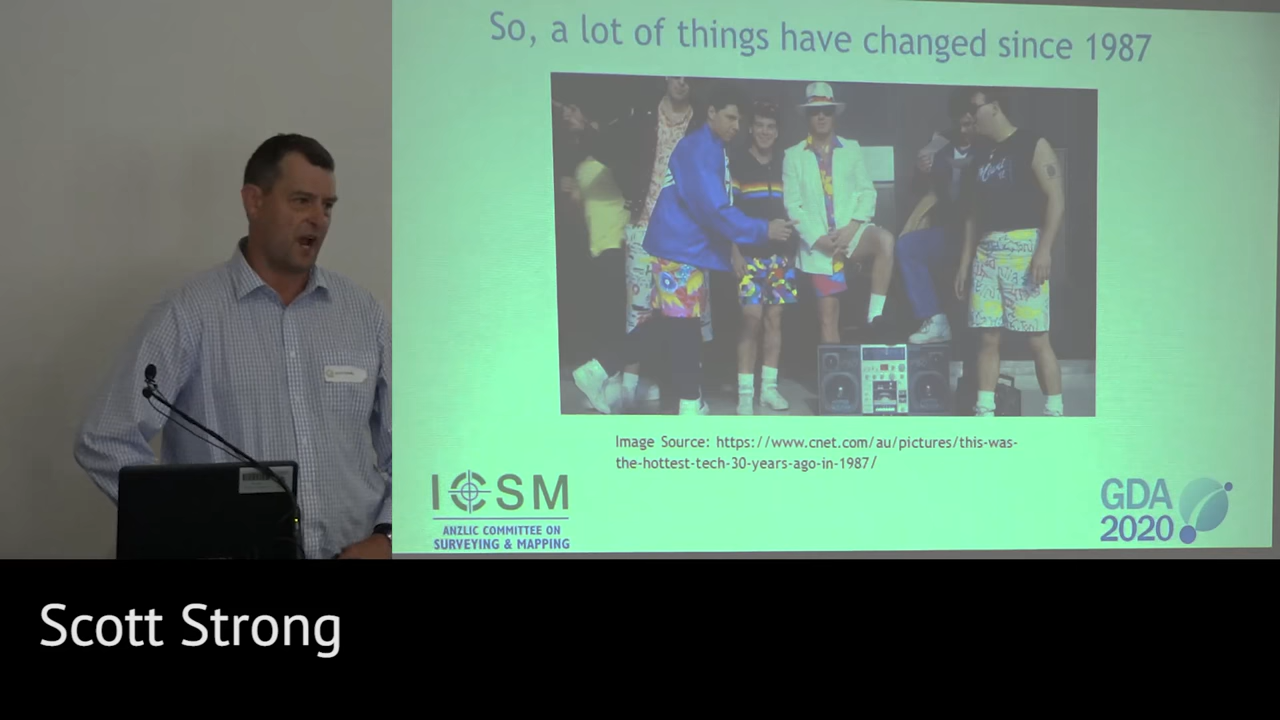 So, a lot of things have changed since 1987
Image Source: https://www.cnet.com/au/pictures/this-was-
the-hottest-tech-30-years-ago-in-1987/
ICSM
ANZLIC COMMITTEE ON
SURVEYING & MAPPING
GDA
2020
Scott Strong